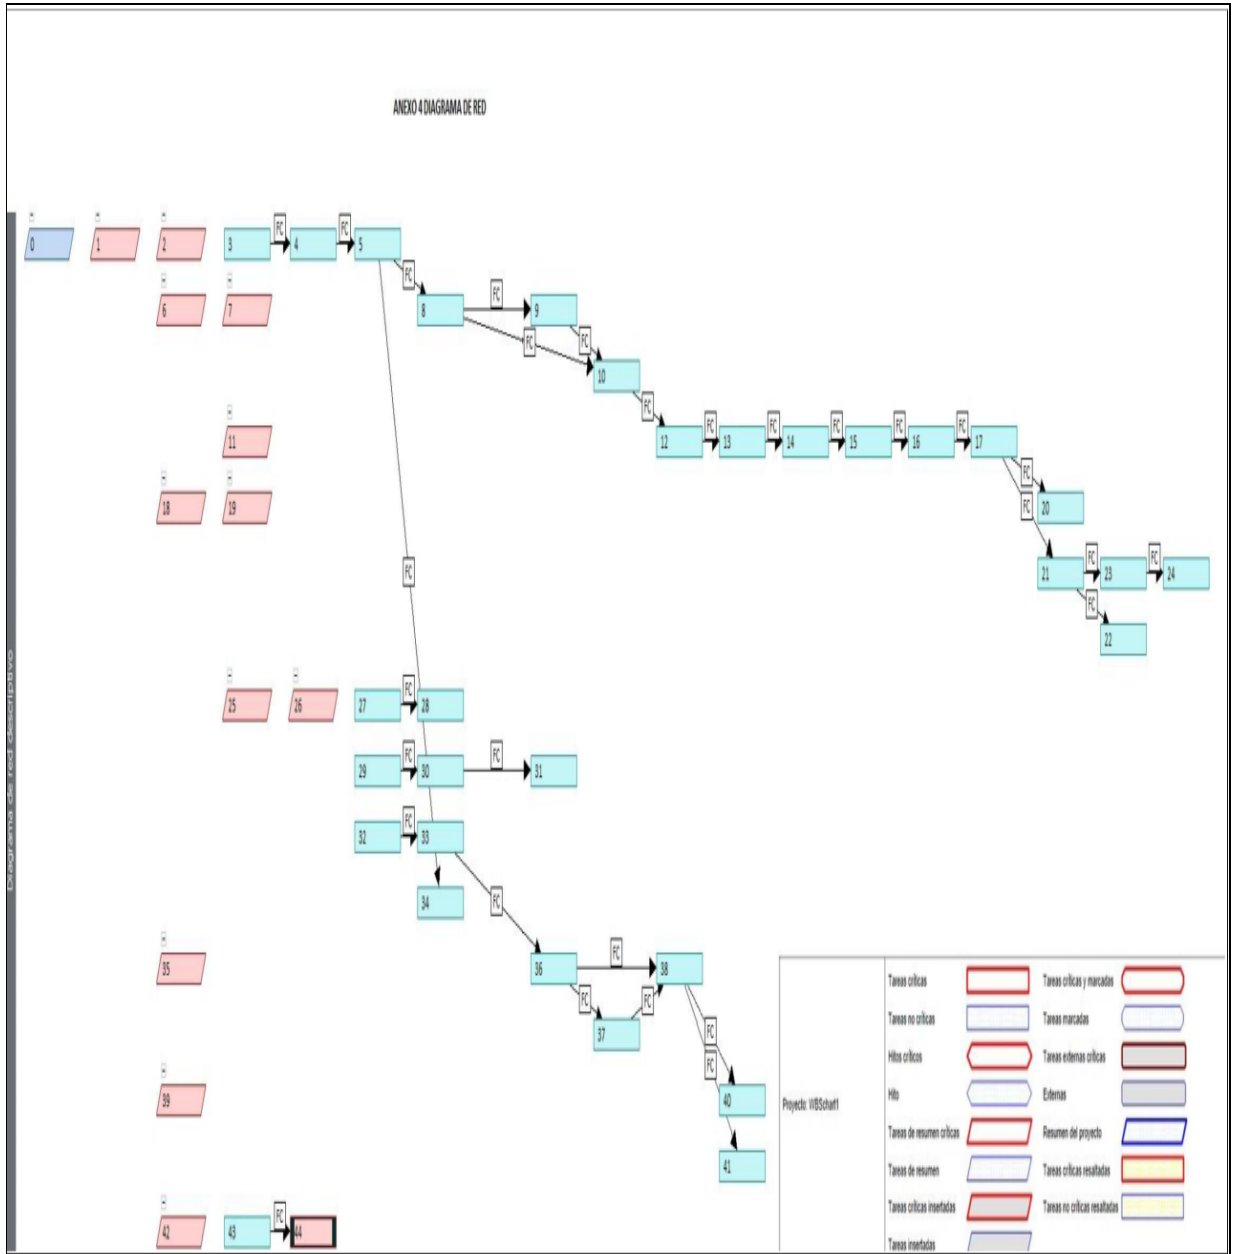 ANEXO 4 DIAGRAMA DE RED
FC FC
0 1 2 3 4 5
FC
6 7 8 FC 9
FC FC
10
FC
11 12 FC 13 FC 14 FC 15 FC 16 FC 17
FC
18 19 20
FC
FC 21 FC 23 FC 24
FC
22
Diagrama de red descriptivo
25 26 27 FC 28
29 FC 30 FC 31
32 FC 33
34 FC
35 36 FC 38
FC FC
37
FC
FC
39 40
41
42 43 FC 44
Proyecto: WBSchart1
Tareas críticas Tareas críticas y marcadas
Tareas no críticas Tareas marcadas
Hitos críticos Tareas externas críticas
Hito Externas
Tareas de resumen críticas Resumen del proyecto
Tareas de resumen Tareas críticas resaltadas
Tareas críticas insertadas Tareas no críticas resaltadas
Tareas insertadas